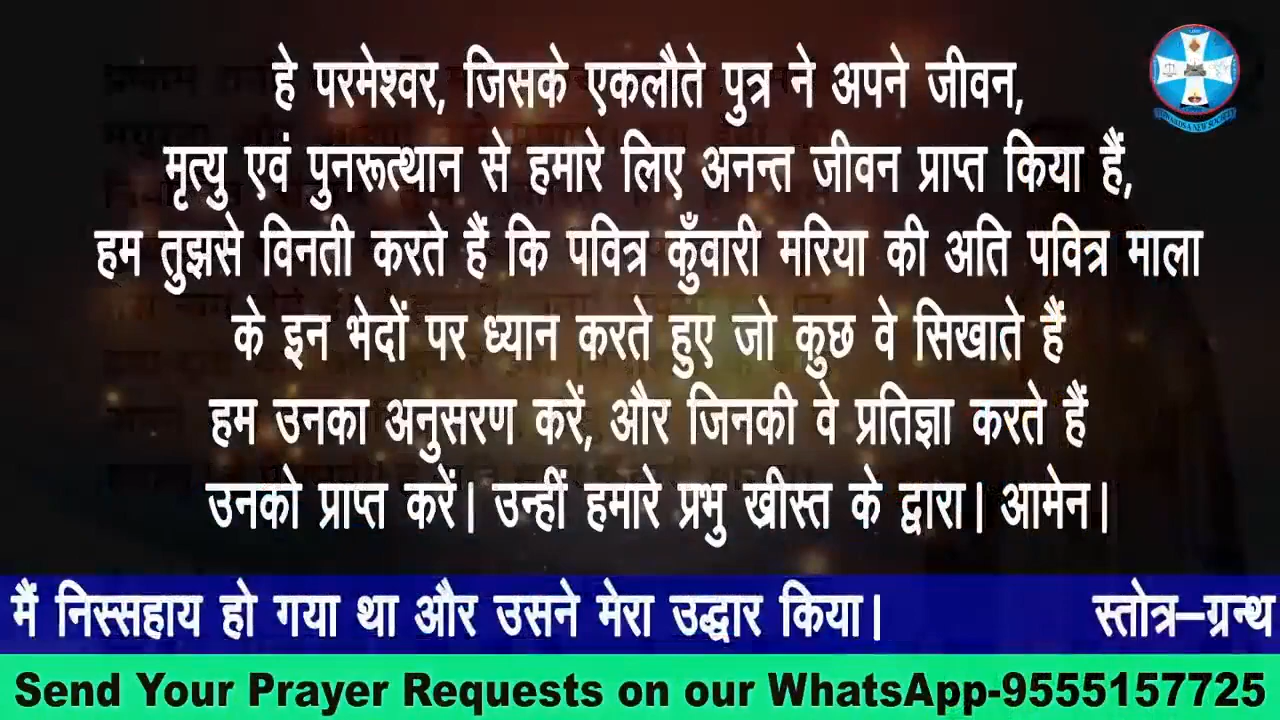 हे परमेश्वर, जिसके एकलौते पुत्र ने अपने जीवन,
मृत्यु एवं पुनरूत्थान से हमारे लिए अनन्त जीवन प्राप्त किया हैं,
हम तुझसे विनती करते हैं कि पवित्र कुँवारी मरिया की अति पवित्र माला
के इन भेदों पर ध्यान करते हुए जो कुछ वे सिखाते हैं
हम उनका अनुसरण करें, और जिनकी वे प्रतिज्ञा करते हैं
उनको प्राप्त करें। उन्हीं हमारे प्रभु ख्रीस्त के द्वारा। आमेन।
मैं निस्सहाय हो गया था और उसने मेरा उद्धार किया। स्तोत्र–ग्रन्थ
Send Your Prayer Requests on our WhatsApp-9555157725